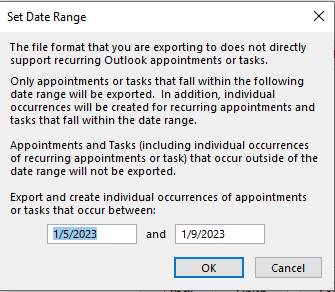 Set Date Range
The file format that you are exporting to does not directly
support recurring Outlook appointments or tasks.
Only appointments or tasks that fall within the following
date range will be exported.  In addition, individual
occurrences will be created for recurring appointments and
tasks that fall within the date range.
Appointments and Tasks (including individual occurrences
of recurring appointments or task) that occur outside of the
date range will not be exported.
Export and create individual occurrences of appointments
or tasks that occur between:
1/5/2023 and 1/9/2023
OK Cancel